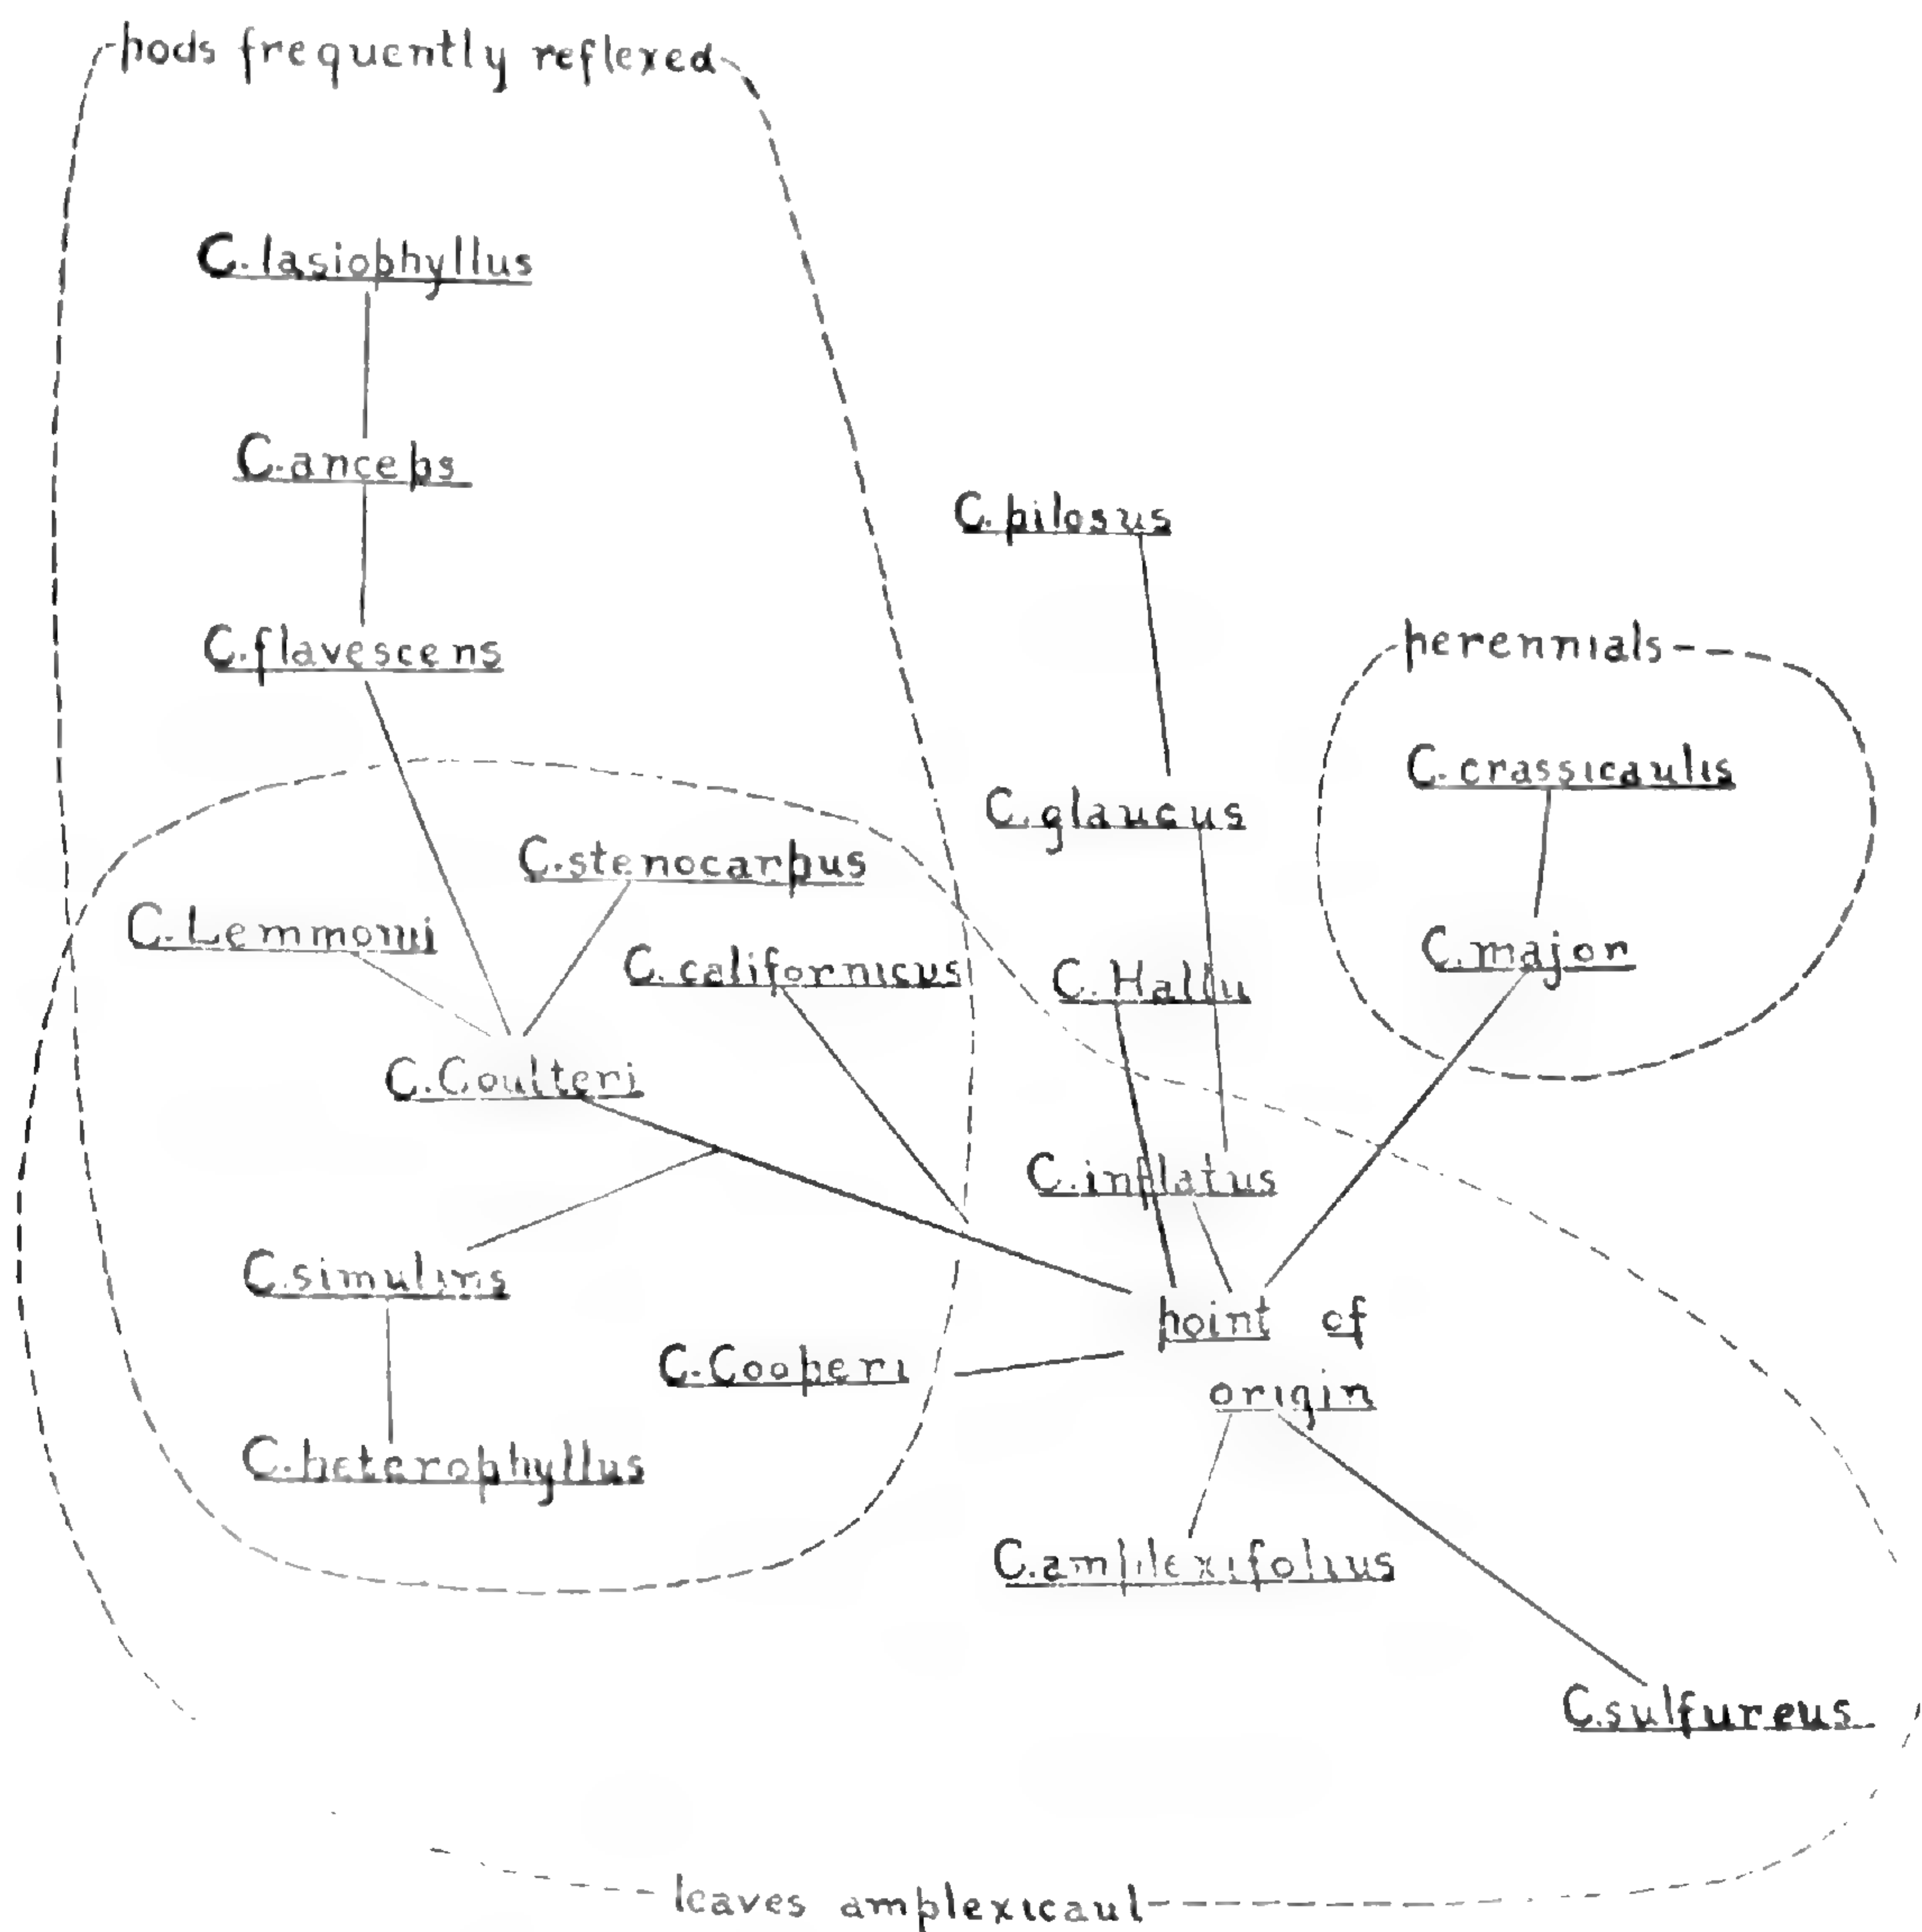 pods frequently reflexed
C. lasiophyllus
C. anceps
C. pilosus
C. flavescens
perennials
C. crassicaulis
C. glaucus
C. stenocarpus
C. Lemmonii
C. major
C. californicus
C. Hallii
C. Coulteri
C. inflatus
C. simulans
point of
origin
C. Cooperi
C. heterophyllus
C. amplexifolius
C. sulfureus
leaves amplexicaul